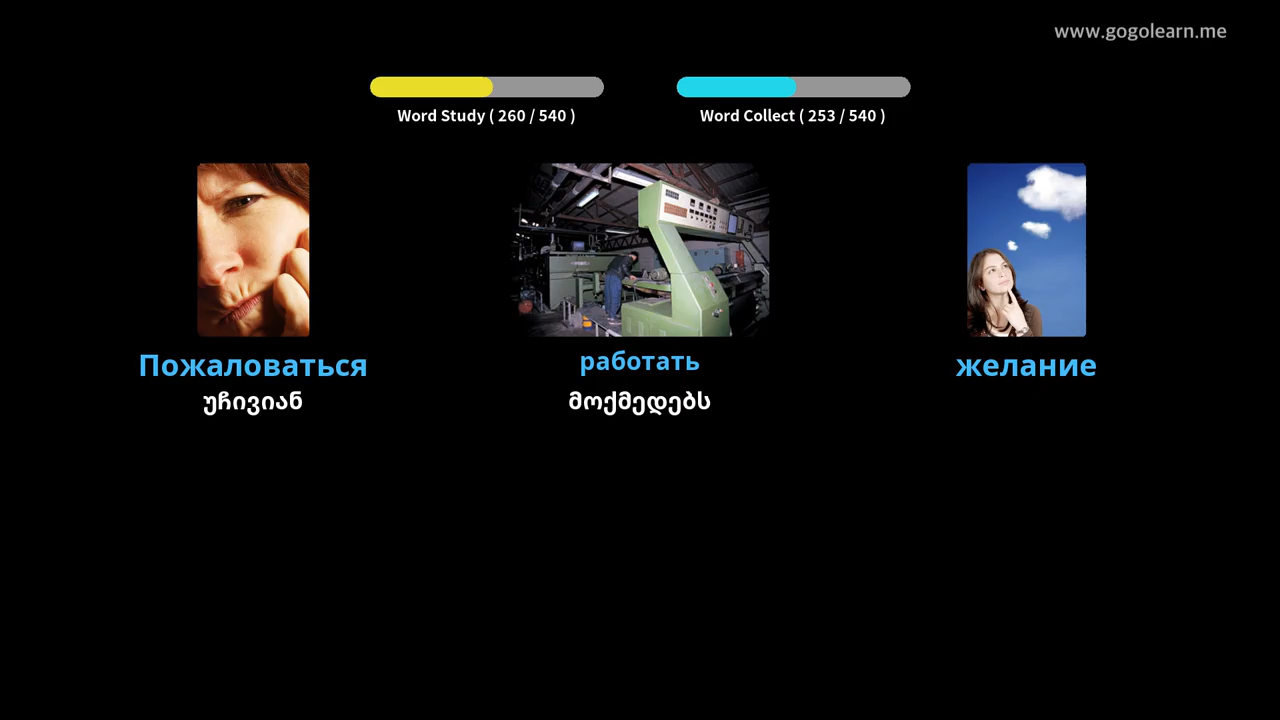 www.gogolearn.me
Word Study ( 260 / 540 )
Word Collect ( 253 / 540 )
Пожаловаться
работать
желание
უჩივიან
მოქმედებს